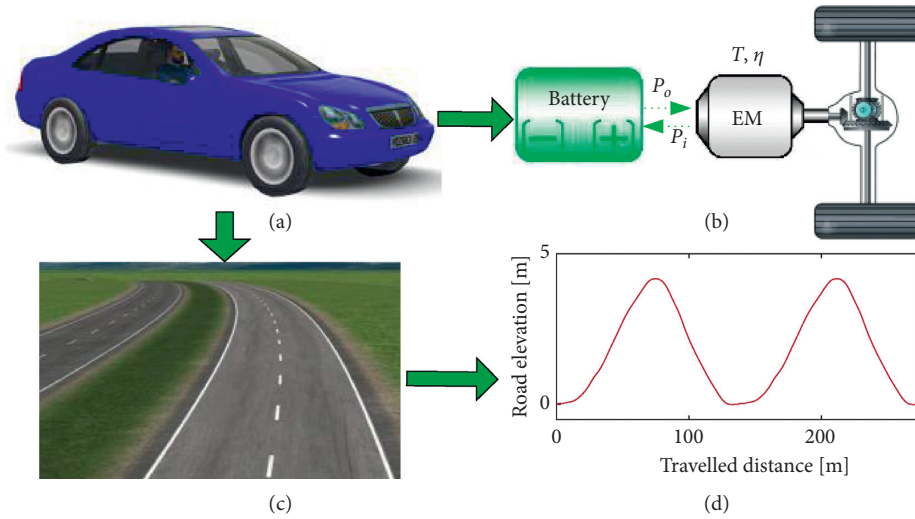 T, η
Battery
P_o
EM
P_i
(a)
(b)
Road elevation [m]
5
0
0
100
200
Travelled distance [m]
(c)
(d)